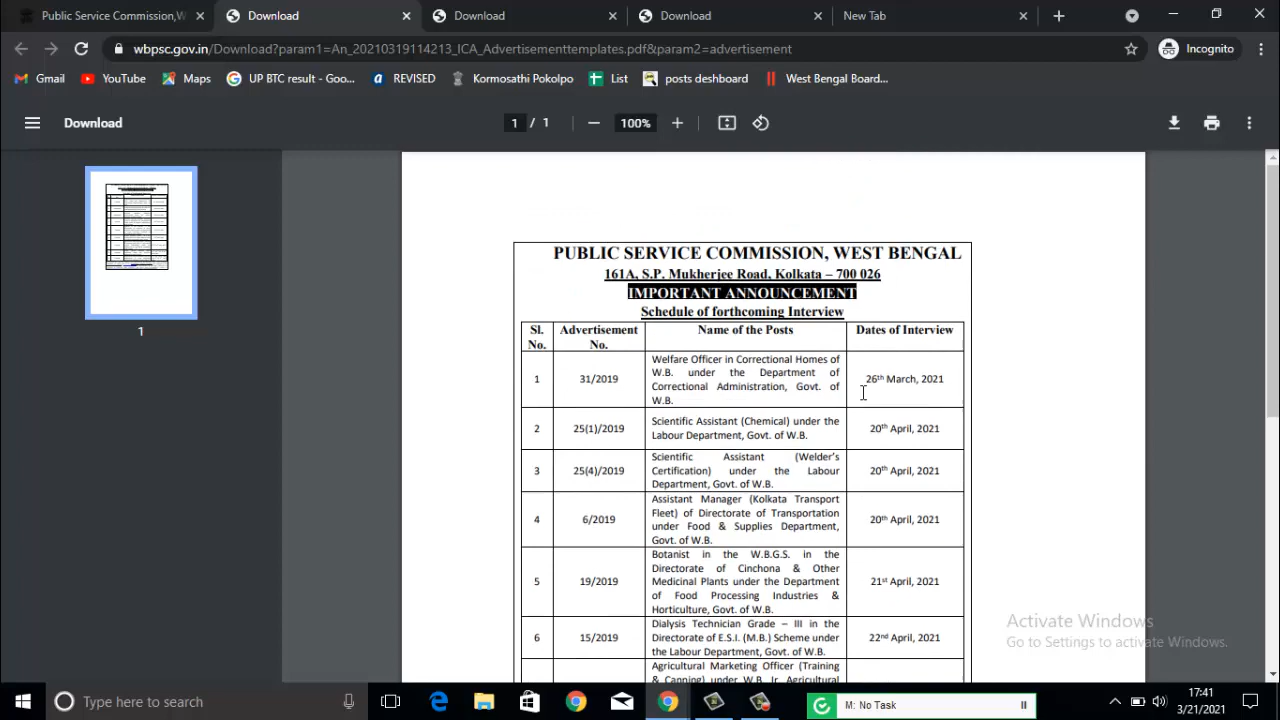 Public Service Commission,W
Download
Download
Download
New Tab
wbpsc.gov.in/Download?param1=An_20210319114213_ICA_Advertisementtemplates.pdf&param2=advertisement
Incognito
Gmail
YouTube
Maps
UP BTC result - Goo...
REVISED
Kormosathi Pokolpo
List
posts deshboard
West Bengal Board...
Download
1 / 1
100%
1
PUBLIC SERVICE COMMISSION, WEST BENGAL
161A, S.P. Mukherjee Road, Kolkata – 700 026
IMPORTANT ANNOUNCEMENT
Schedule of forthcoming Interview
Sl. No.
Advertisement No.
Name of the Posts
Dates of Interview
1
31/2019
Welfare Officer in Correctional Homes of
W.B. under the Department of
Correctional Administration, Govt. of
W.B.
26th March, 2021
2
25(1)/2019
Scientific Assistant (Chemical) under the
Labour Department, Govt. of W.B.
20th April, 2021
3
25(4)/2019
Scientific Assistant (Welder’s
Certification) under the Labour
Department, Govt. of W.B.
20th April, 2021
4
6/2019
Assistant Manager (Kolkata Transport
Fleet) of Directorate of Transportation
under Food & Supplies Department,
Govt. of W.B.
20th April, 2021
5
19/2019
Botanist in the W.B.G.S. in the
Directorate of Cinchona & Other
Medicinal Plants under the Department
of Food Processing Industries &
Horticulture, Govt. of W.B.
21st April, 2021
6
15/2019
Dialysis Technician Grade – III in the
Directorate of E.S.I. (M.B.) Scheme under
the Labour Department, Govt. of W.B.
22nd April, 2021
Agricultural Marketing Officer (Training
& Canning) under W.B. Jr. Agricultural
Activate Windows
Go to Settings to activate Windows.
Type here to search
M: No Task
17:41
3/21/2021